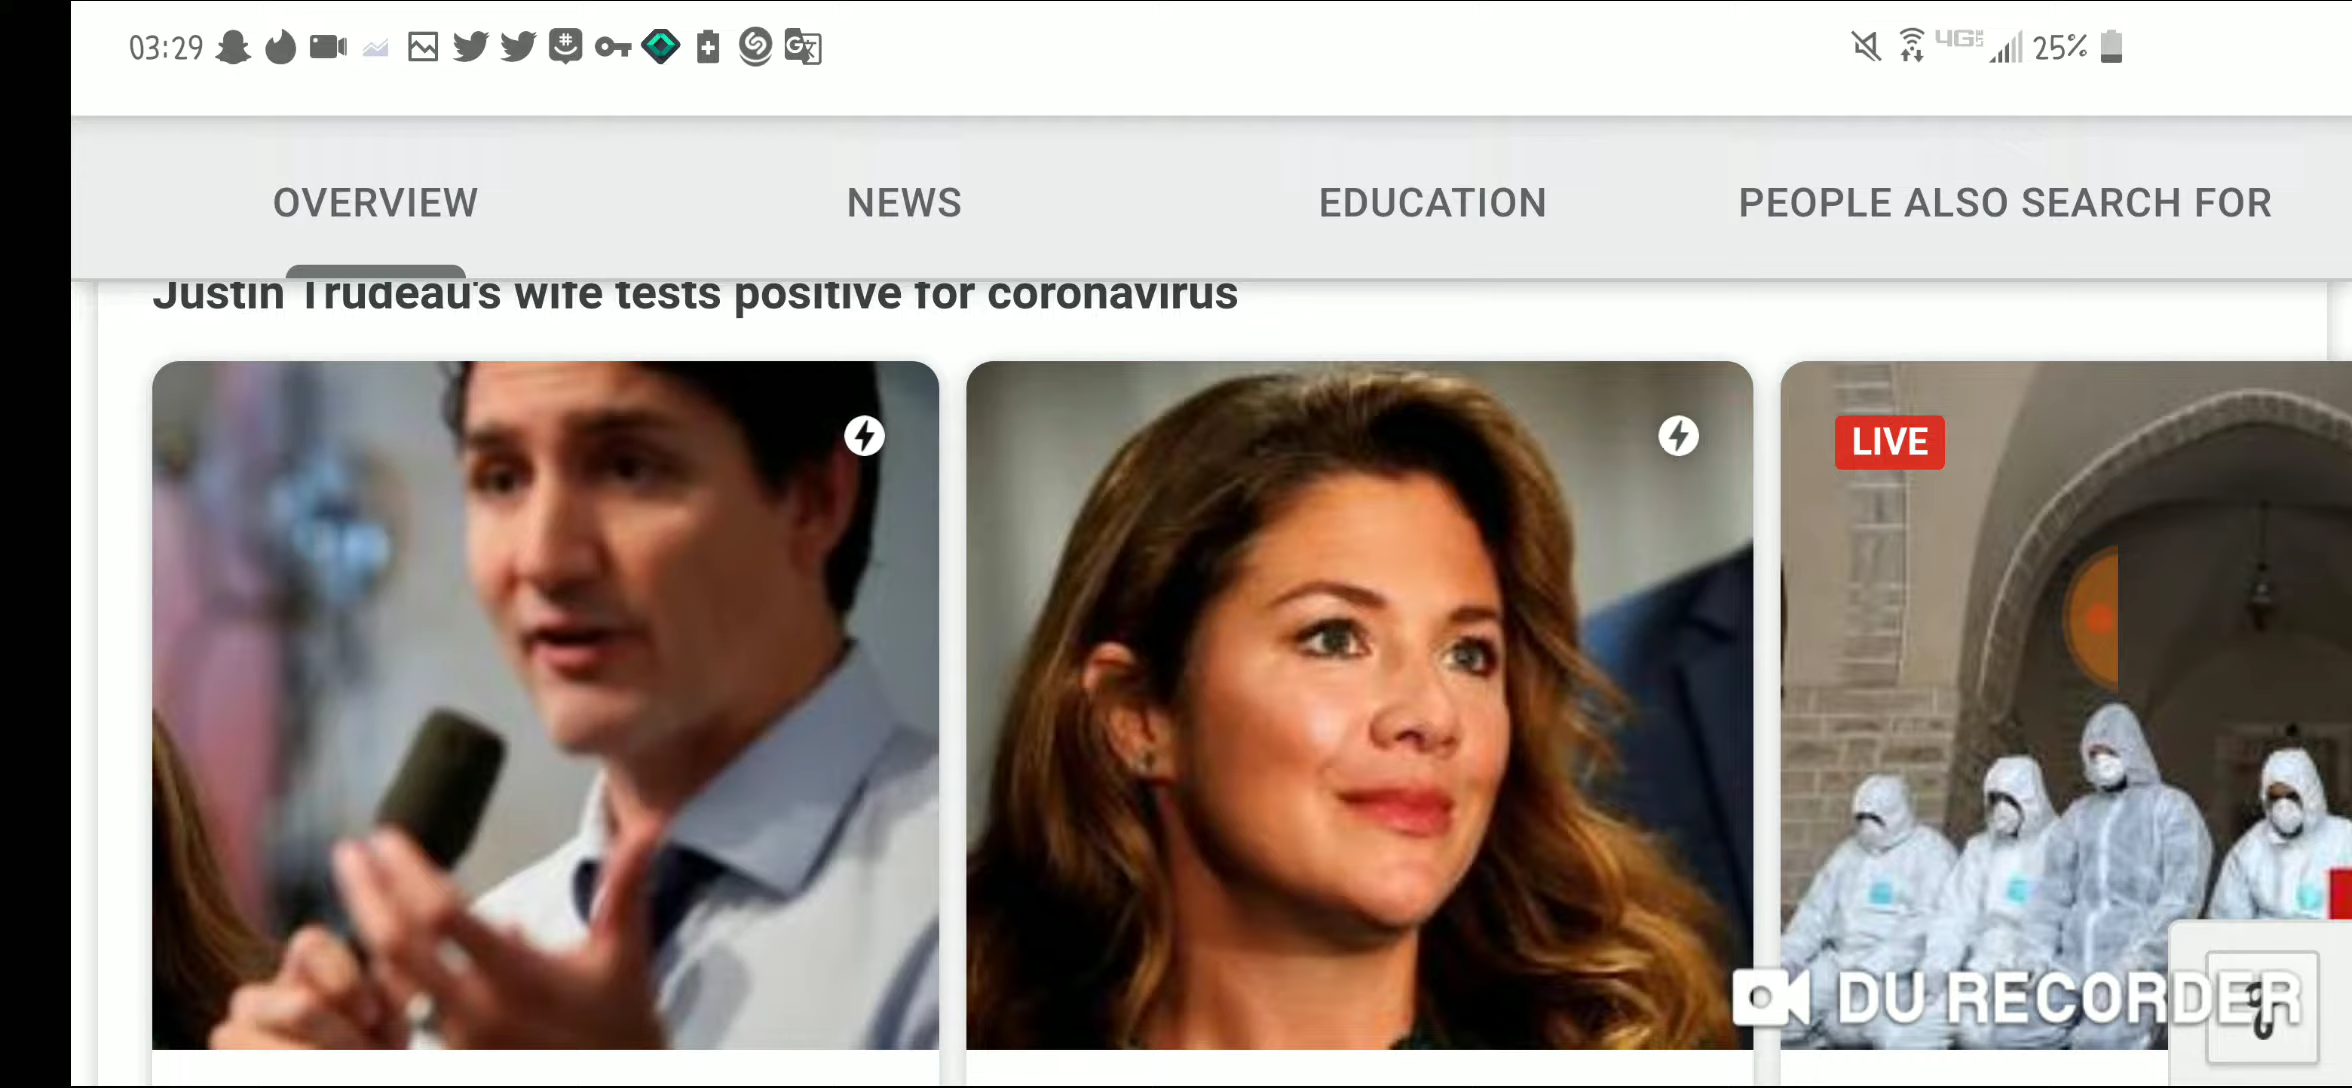 03:29
4G 25%
OVERVIEW NEWS EDUCATION PEOPLE ALSO SEARCH FOR
Justin Trudeau's wife tests positive for coronavirus
LIVE
DU RECORDER